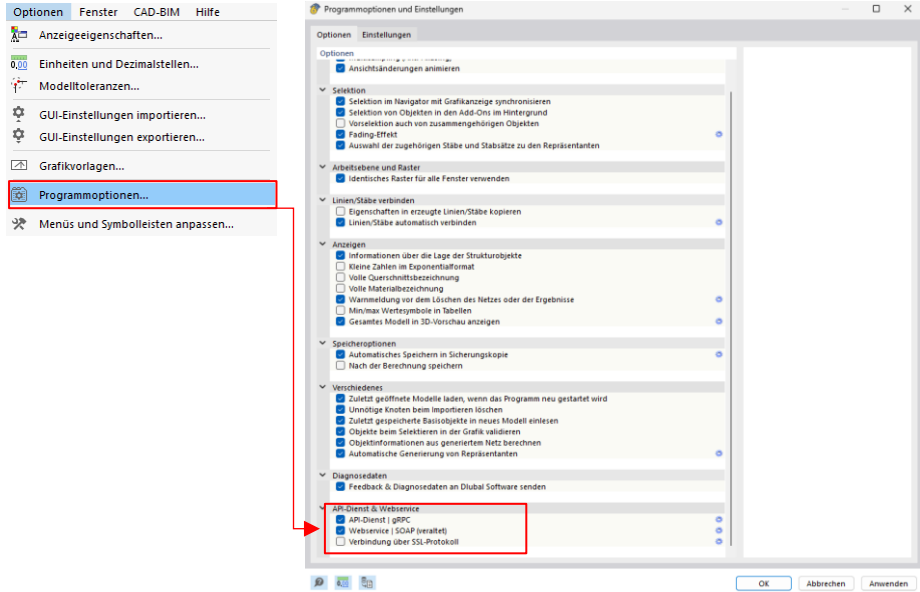 Optionen Fenster CAD-BIM Hilfe
Anzeigeeigenschaften...
0,00 Einheiten und Dezimalstellen...
Modelltoleranzen...
GUI-Einstellungen importieren...
GUI-Einstellungen exportieren...
Grafikvorlagen...
Programmoptionen...
Menüs und Symbolleisten anpassen...
Programmoptionen und Einstellungen
Optionen Einstellungen
Optionen
Ansichtsänderungen animieren
Selektion
Selektion im Navigator mit Grafikanzeige synchronisieren
Selektion von Objekten in den Add-Ons im Hintergrund
Vorselektion auch von zusammengehörigen Objekten
Fading-Effekt
Auswahl der zugehörigen Stäbe und Stabsätze zu den Repräsentanten
Arbeitsebene und Raster
Identisches Raster für alle Fenster verwenden
Linien/Stäbe verbinden
Eigenschaften in erzeugte Linien/Stäbe kopieren
Linien/Stäbe automatisch verbinden
Anzeigen
Informationen über die Lage der Strukturobjekte
Kleine Zahlen im Exponentialformat
Volle Querschnittsbezeichnung
Volle Materialbezeichnung
Warnmeldung vor dem Löschen des Netzes oder der Ergebnisse
Min/max Wertesymbole in Tabellen
Gesamtes Modell in 3D-Vorschau anzeigen
Speicheroptionen
Automatisches Speichern in Sicherungskopie
Nach der Berechnung speichern
Verschiedenes
Zuletzt geöffnete Modelle laden, wenn das Programm neu gestartet wird
Unnötige Knoten beim Importieren löschen
Zuletzt gespeicherte Basisobjekte in neues Modell einlesen
Objekte beim Selektieren in der Grafik validieren
Objektinformationen aus generiertem Netz berechnen
Automatische Generierung von Repräsentanten
Diagnosedaten
Feedback & Diagnosedaten an Dlubal Software senden
API-Dienst & Webservice
API-Dienst | gRPC
Webservice | SOAP (veraltet)
Verbindung über SSL-Protokoll
OK Abbrechen Anwenden